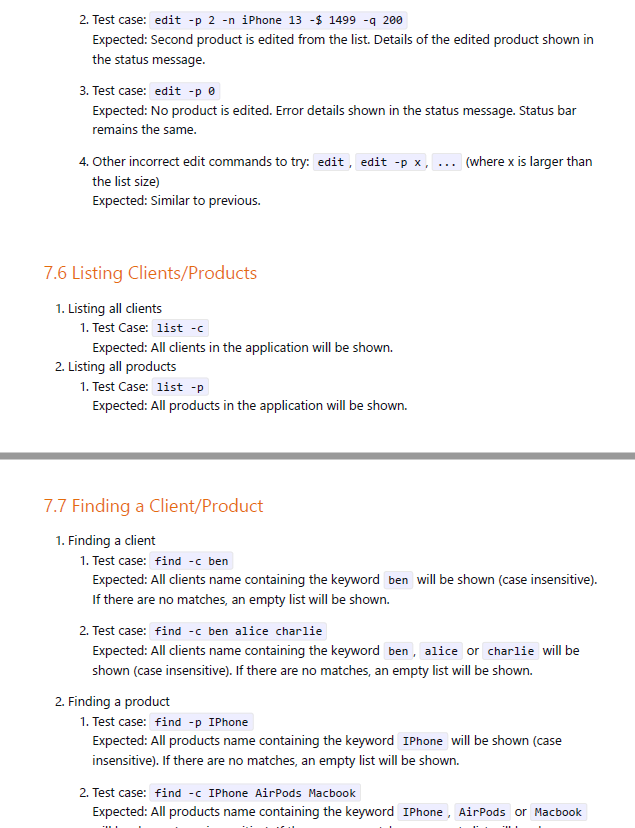 2. Test case: edit -p 2 -n iPhone 13 -$ 1499 -q 200
Expected: Second product is edited from the list. Details of the edited product shown in
the status message.
3. Test case: edit -p 0
Expected: No product is edited. Error details shown in the status message. Status bar
remains the same.
4. Other incorrect edit commands to try: edit , edit -p x , ... (where x is larger than
the list size)
Expected: Similar to previous.
7.6 Listing Clients/Products
1. Listing all clients
1. Test Case: list -c
Expected: All clients in the application will be shown.
2. Listing all products
1. Test Case: list -p
Expected: All products in the application will be shown.
7.7 Finding a Client/Product
1. Finding a client
1. Test case: find -c ben
Expected: All clients name containing the keyword ben will be shown (case insensitive).
If there are no matches, an empty list will be shown.
2. Test case: find -c ben alice charlie
Expected: All clients name containing the keyword ben , alice or charlie will be
shown (case insensitive). If there are no matches, an empty list will be shown.
2. Finding a product
1. Test case: find -p IPhone
Expected: All products name containing the keyword IPhone will be shown (case
insensitive). If there are no matches, an empty list will be shown.
2. Test case: find -c IPhone AirPods Macbook
Expected: All products name containing the keyword IPhone , AirPods or Macbook